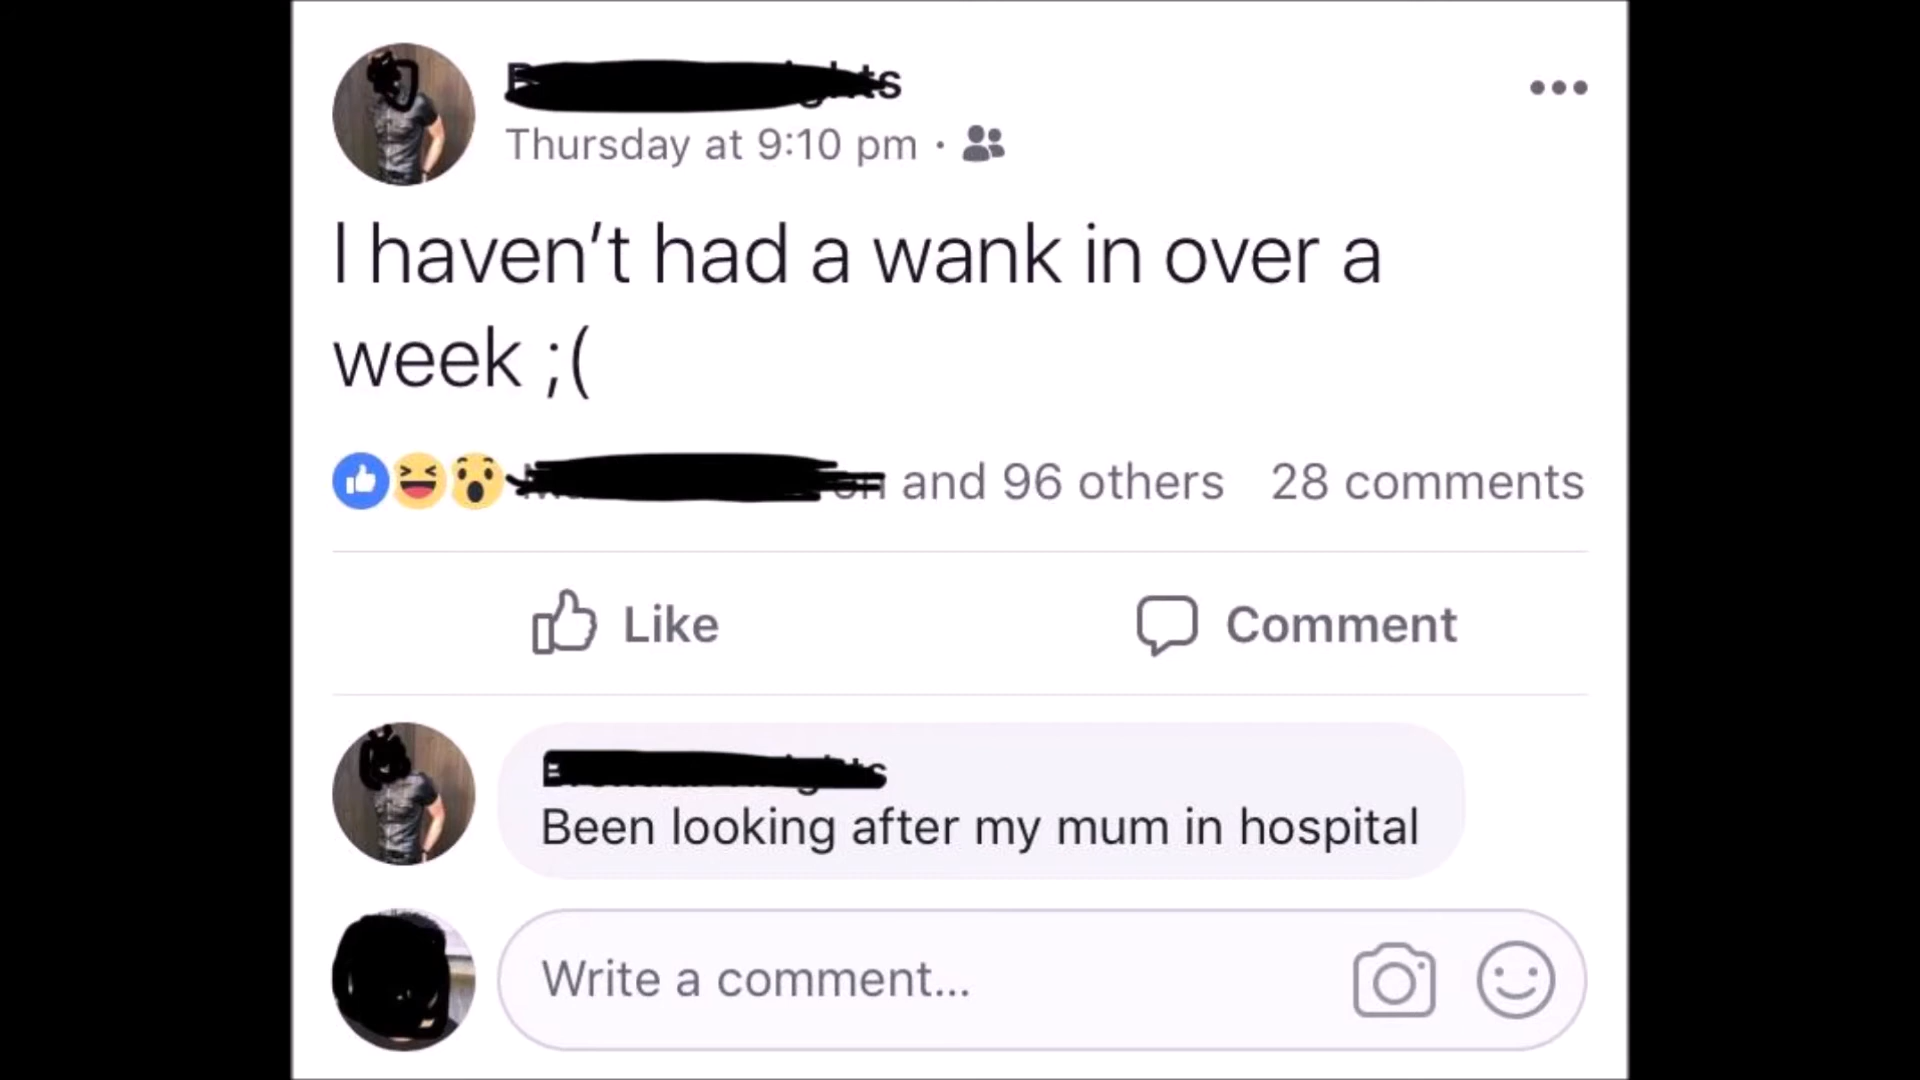 Thursday at 9:10 pm ·
I haven't had a wank in over a
week ;(
and 96 others 28 comments
Like Comment
Been looking after my mum in hospital
Write a comment...